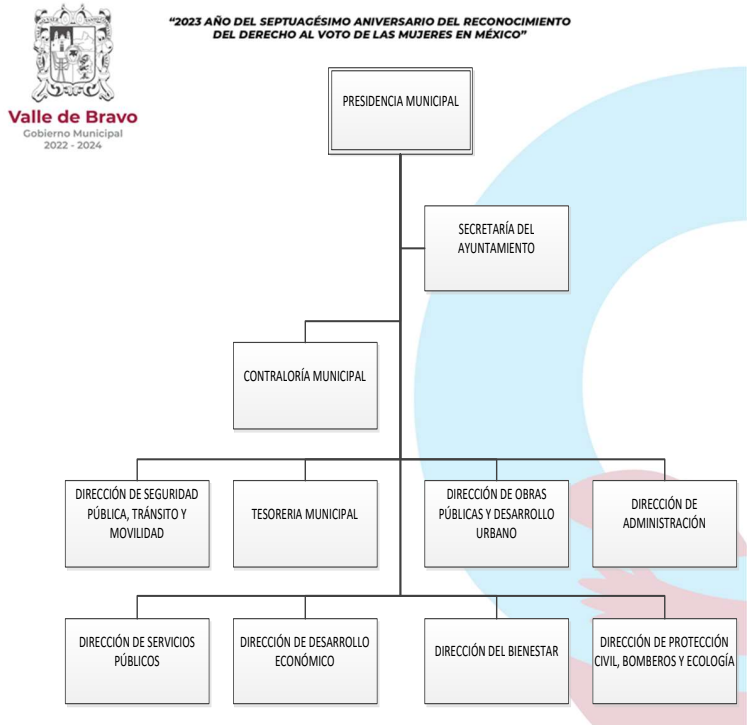 “2023 AÑO DEL SEPTUAGÉSIMO ANIVERSARIO DEL RECONOCIMIENTO
DEL DERECHO AL VOTO DE LAS MUJERES EN MÉXICO”
Valle de Bravo
Gobierno Municipal
2022 - 2024
PRESIDENCIA MUNICIPAL
SECRETARÍA DEL
AYUNTAMIENTO
CONTRALORÍA MUNICIPAL
DIRECCIÓN DE SEGURIDAD
PÚBLICA, TRÁNSITO Y
MOVILIDAD
TESORERIA MUNICIPAL
DIRECCIÓN DE OBRAS
PÚBLICAS Y DESARROLLO
URBANO
DIRECCIÓN DE
ADMINISTRACIÓN
DIRECCIÓN DE SERVICIOS
PÚBLICOS
DIRECCIÓN DE DESARROLLO
ECONÓMICO
DIRECCIÓN DEL BIENESTAR
DIRECCIÓN DE PROTECCIÓN
CIVIL, BOMBEROS Y ECOLOGÍA